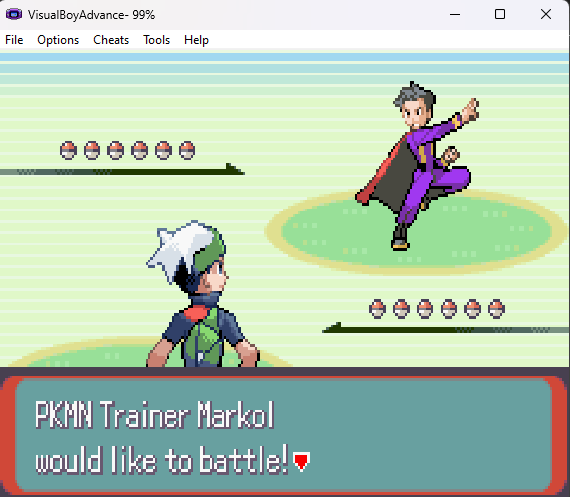 VisualBoyAdvance- 99%
File Options Cheats Tools Help
PKMN Trainer Markol
would like to battle!